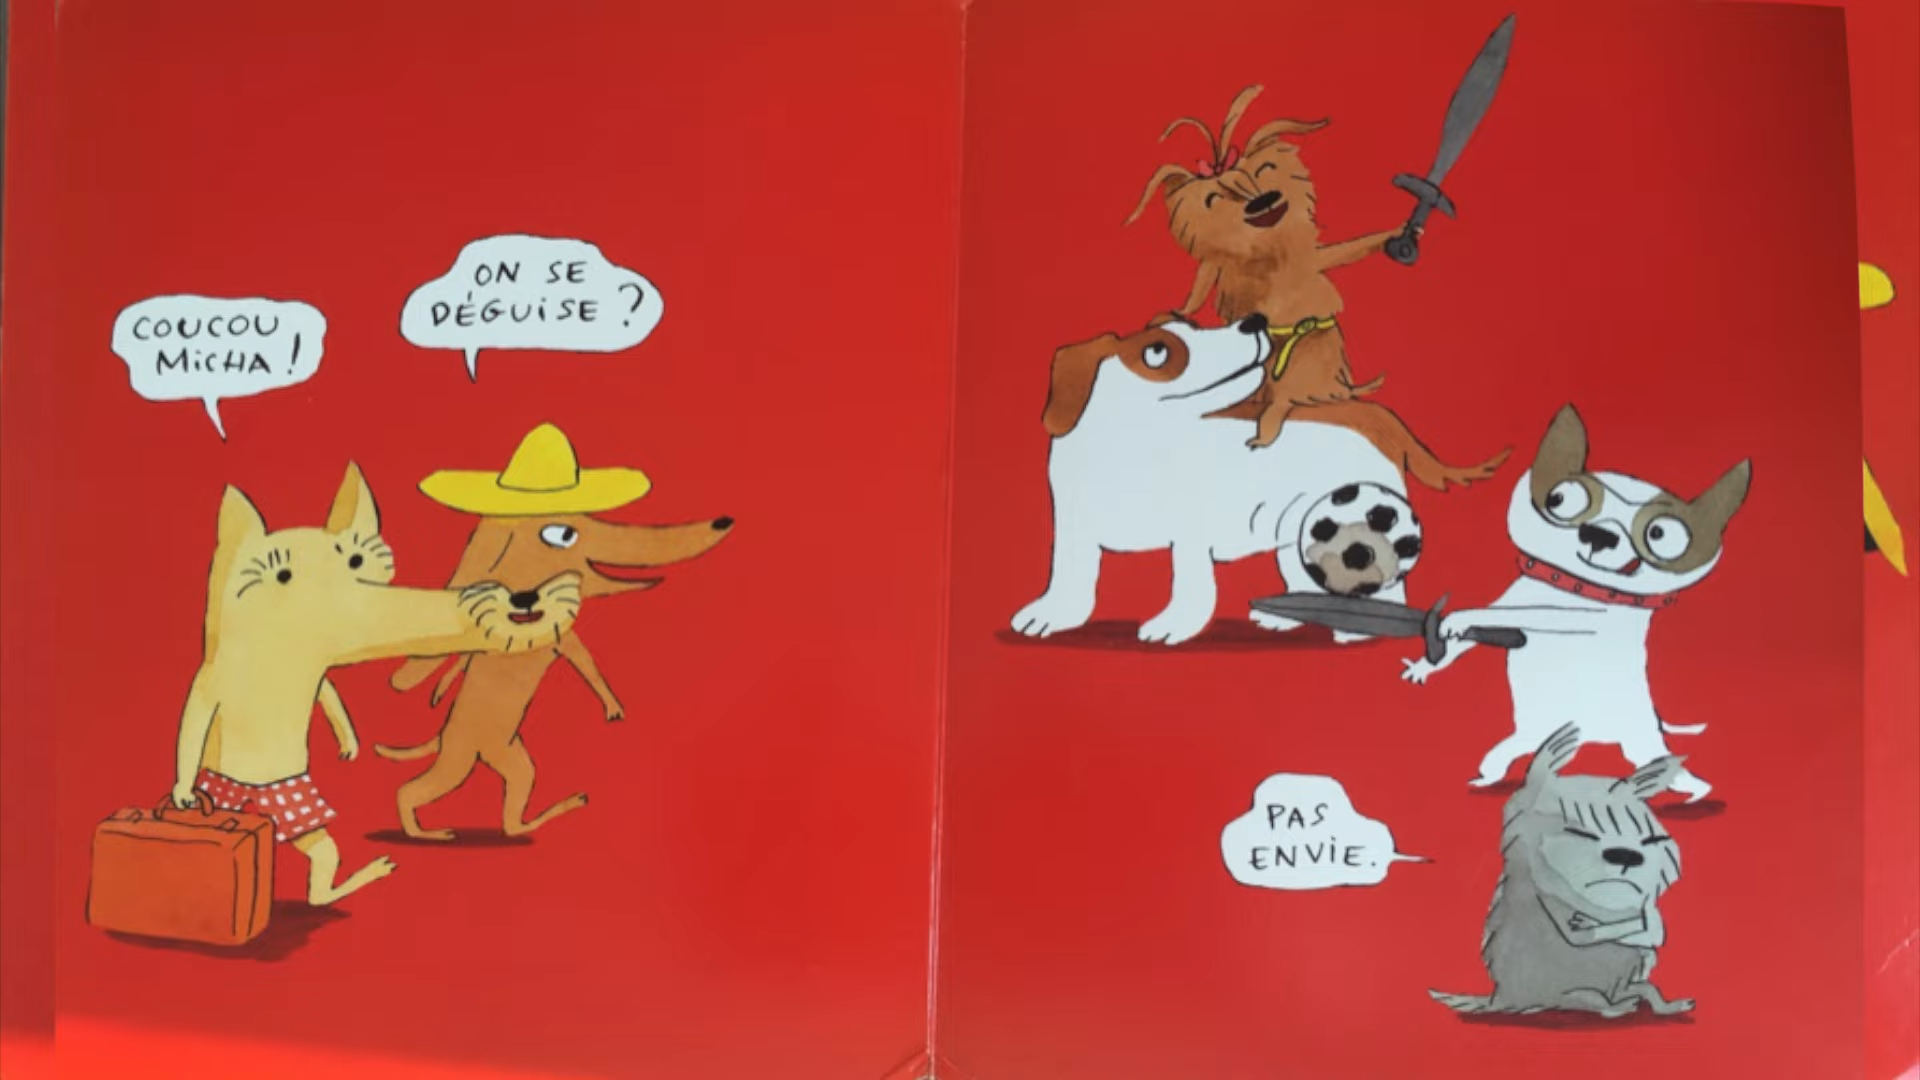 COUCOU
MiCHA !
ON SE
DÉGUiSE ?
PAS
ENViE.